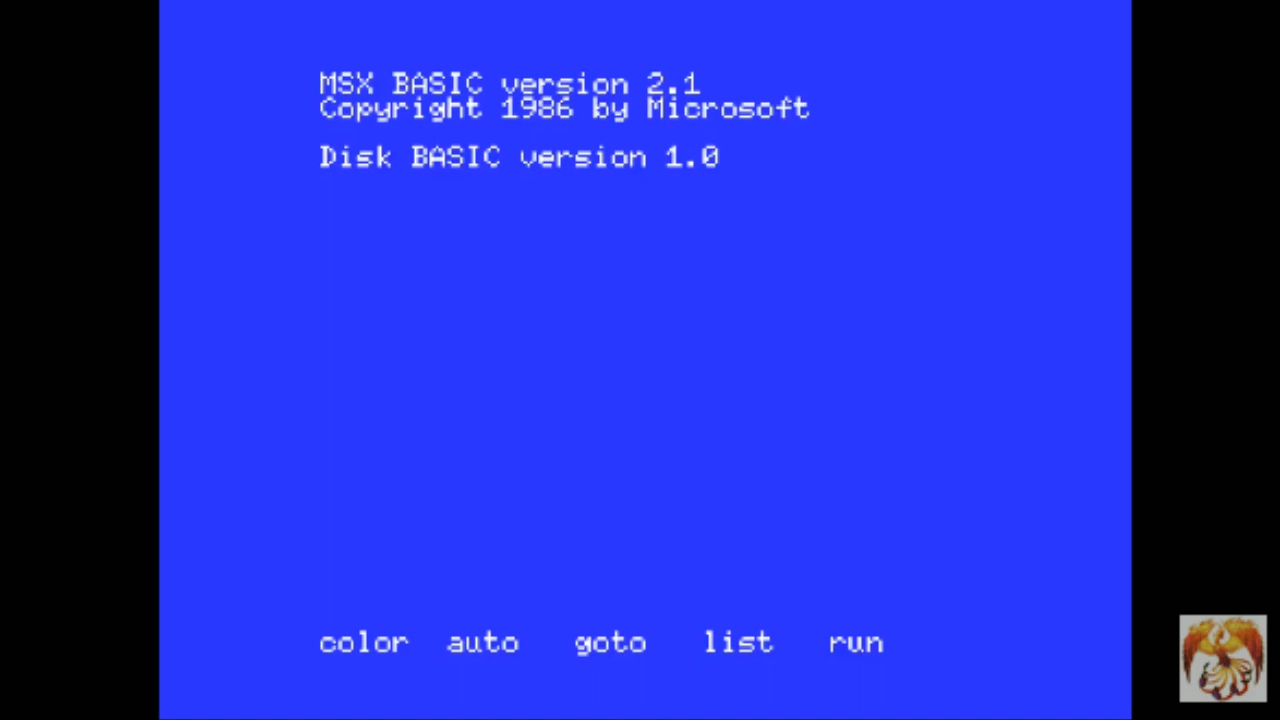 MSX BASIC version 2.1
Copyright 1986 by Microsoft
Disk BASIC version 1.0
color auto goto list run